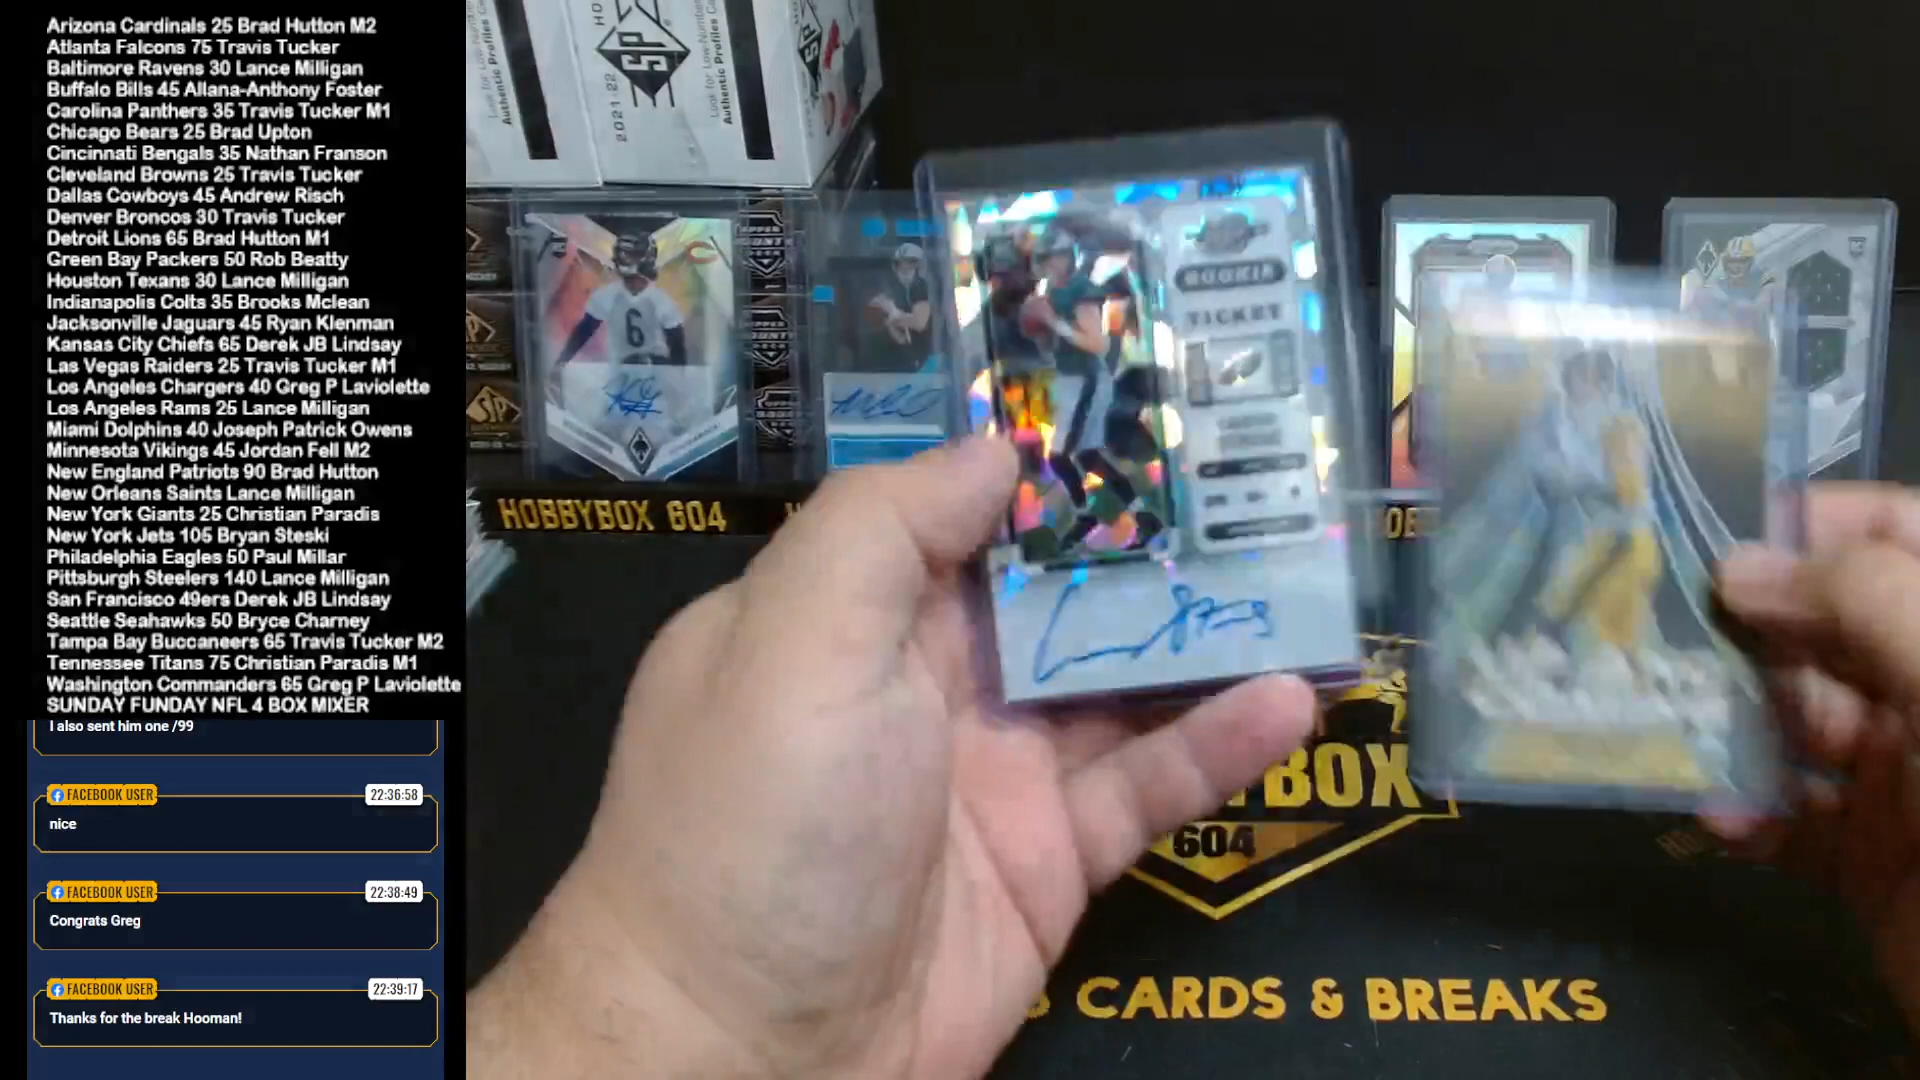 Arizona Cardinals 25 Brad Hutton M2
Atlanta Falcons 75 Travis Tucker
Baltimore Ravens 30 Lance Milligan
Buffalo Bills 45 Allana-Anthony Foster
Carolina Panthers 35 Travis Tucker M1
Chicago Bears 25 Brad Upton
Cincinnati Bengals 35 Nathan Franson
Cleveland Browns 25 Travis Tucker
Dallas Cowboys 45 Andrew Risch
Denver Broncos 30 Travis Tucker
Detroit Lions 65 Brad Hutton M1
Green Bay Packers 50 Rob Beatty
Houston Texans 30 Lance Milligan
Indianapolis Colts 35 Brooks Mclean
Jacksonville Jaguars 45 Ryan Klenman
Kansas City Chiefs 65 Derek JB Lindsay
Las Vegas Raiders 25 Travis Tucker M1
Los Angeles Chargers 40 Greg P Laviolette
Los Angeles Rams 25 Lance Milligan
Miami Dolphins 40 Joseph Patrick Owens
Minnesota Vikings 45 Jordan Fell M2
New England Patriots 90 Brad Hutton
New Orleans Saints Lance Milligan
New York Giants 25 Christian Paradis
New York Jets 105 Bryan Steski
Philadelphia Eagles 50 Paul Millar
Pittsburgh Steelers 140 Lance Milligan
San Francisco 49ers Derek JB Lindsay
Seattle Seahawks 50 Bryce Charney
Tampa Bay Buccaneers 65 Travis Tucker M2
Tennessee Titans 75 Christian Paradis M1
Washington Commanders 65 Greg P Laviolette
SUNDAY FUNDAY NFL 4 BOX MIXER
I also sent him one /99
FACEBOOK USER 22:36:58
nice
FACEBOOK USER 22:38:49
Congrats Greg
FACEBOOK USER 22:39:17
Thanks for the break Hooman!
Look for Low-Number
Authentic Profiles
2021-22
SP
Look for Low-Numbered
Authentic Profiles
6
ROOKIE
TICKET
HOBBYBOX 604
BOX
604
CARDS & BREAKS